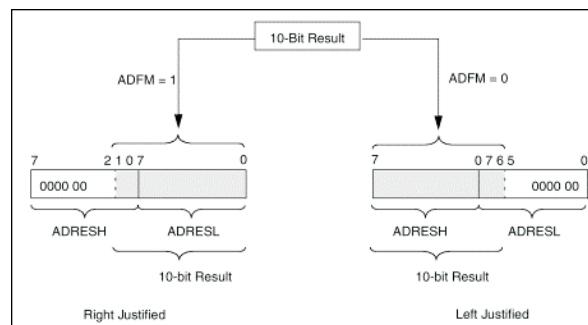 10-Bit Result
ADFM = 1
ADFM = 0
7 2 1 0 7 0
7 0 7 6 5 0
0000 00
0000 00
ADRESH ADRESL
ADRESH ADRESL
10-bit Result
10-bit Result
Right Justified
Left Justified